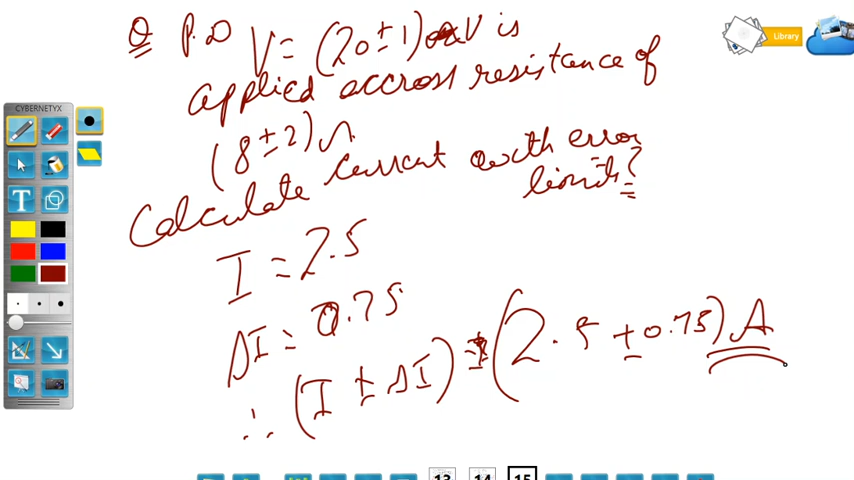 Q P.D V = (20 ± 1) V is
applied accross resistance of
(8 ± 2) Ω
Calculate current with error
limits?
I = 2.5
ΔI = 0.75
∴ (I ± ΔI) = (2.5 ± 0.75) A
CYBERNETYX
T
Library
13 14 15